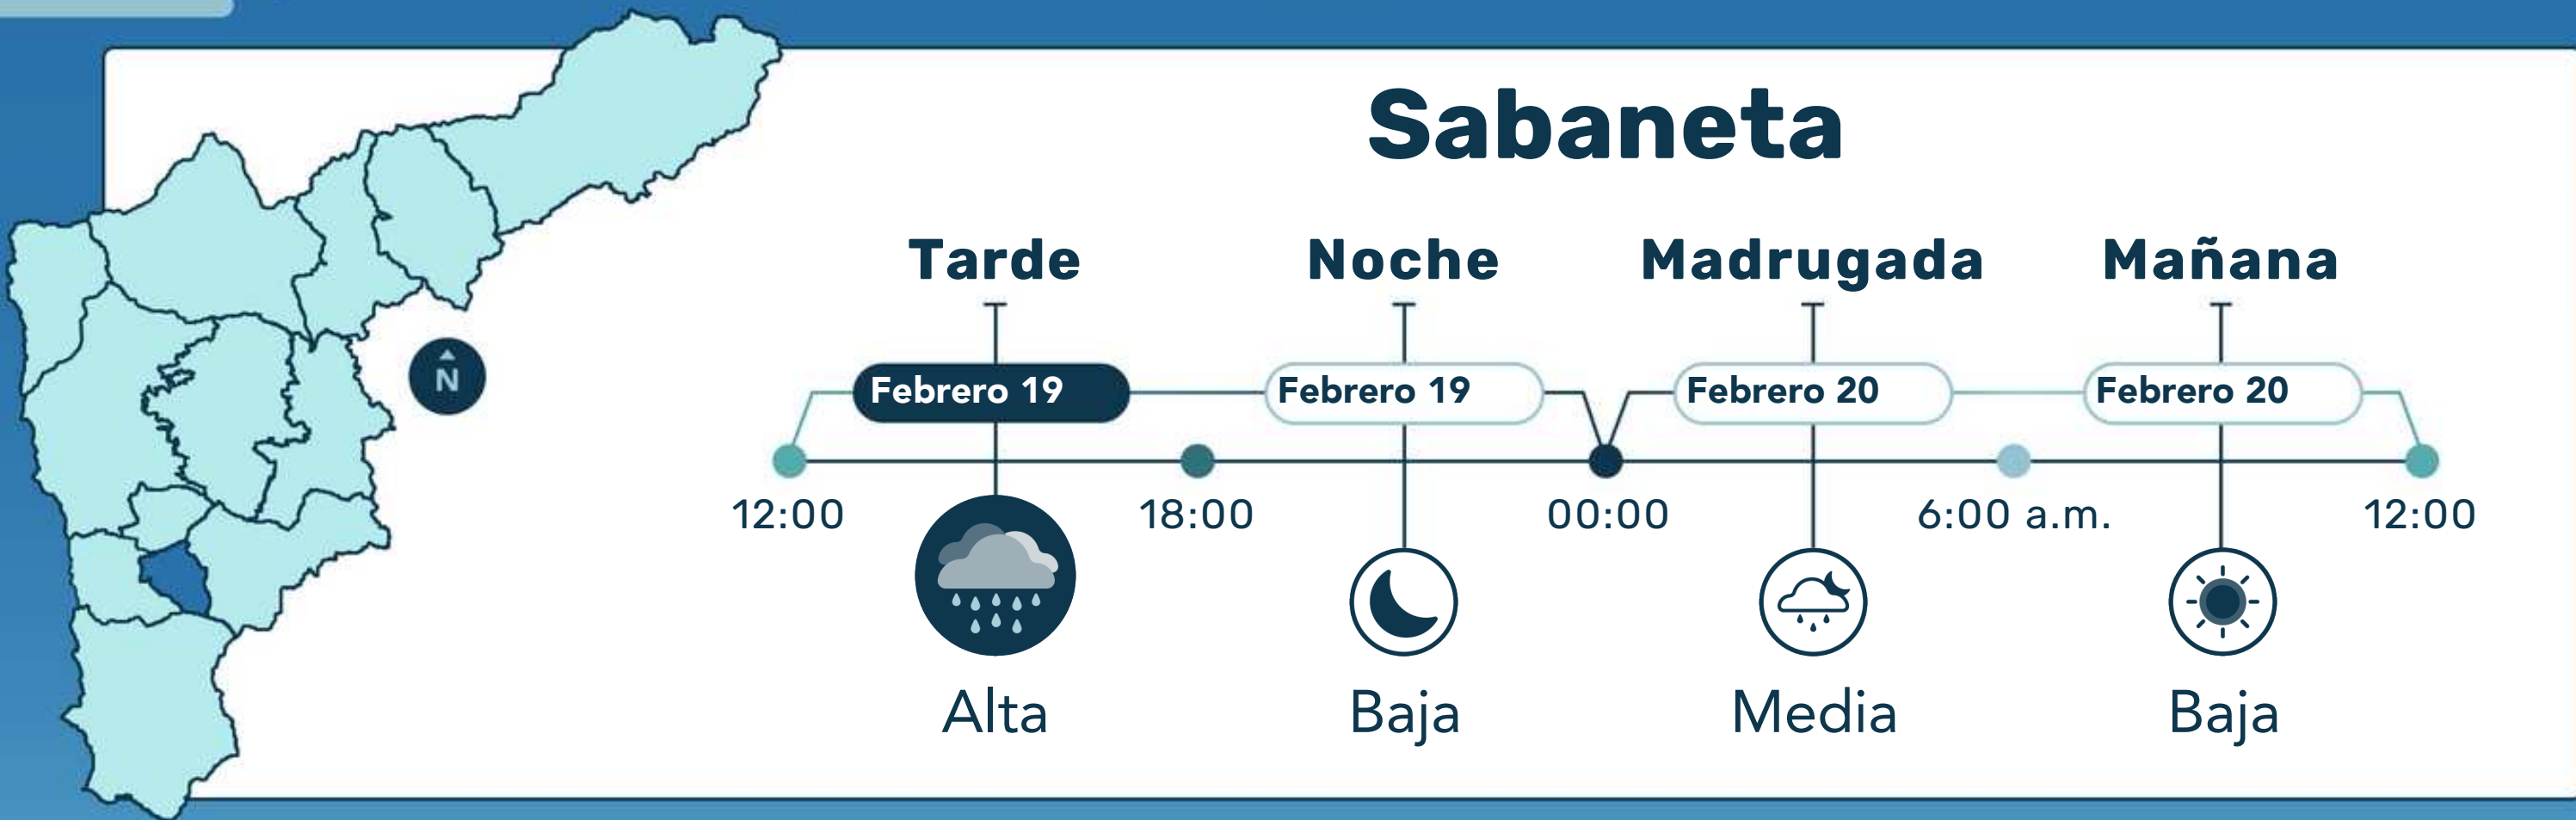 Sabaneta
Tarde Noche Madrugada Mañana
N
Febrero 19 Febrero 19 Febrero 20 Febrero 20
12:00 18:00 00:00 6:00 a.m. 12:00
Alta Baja Media Baja